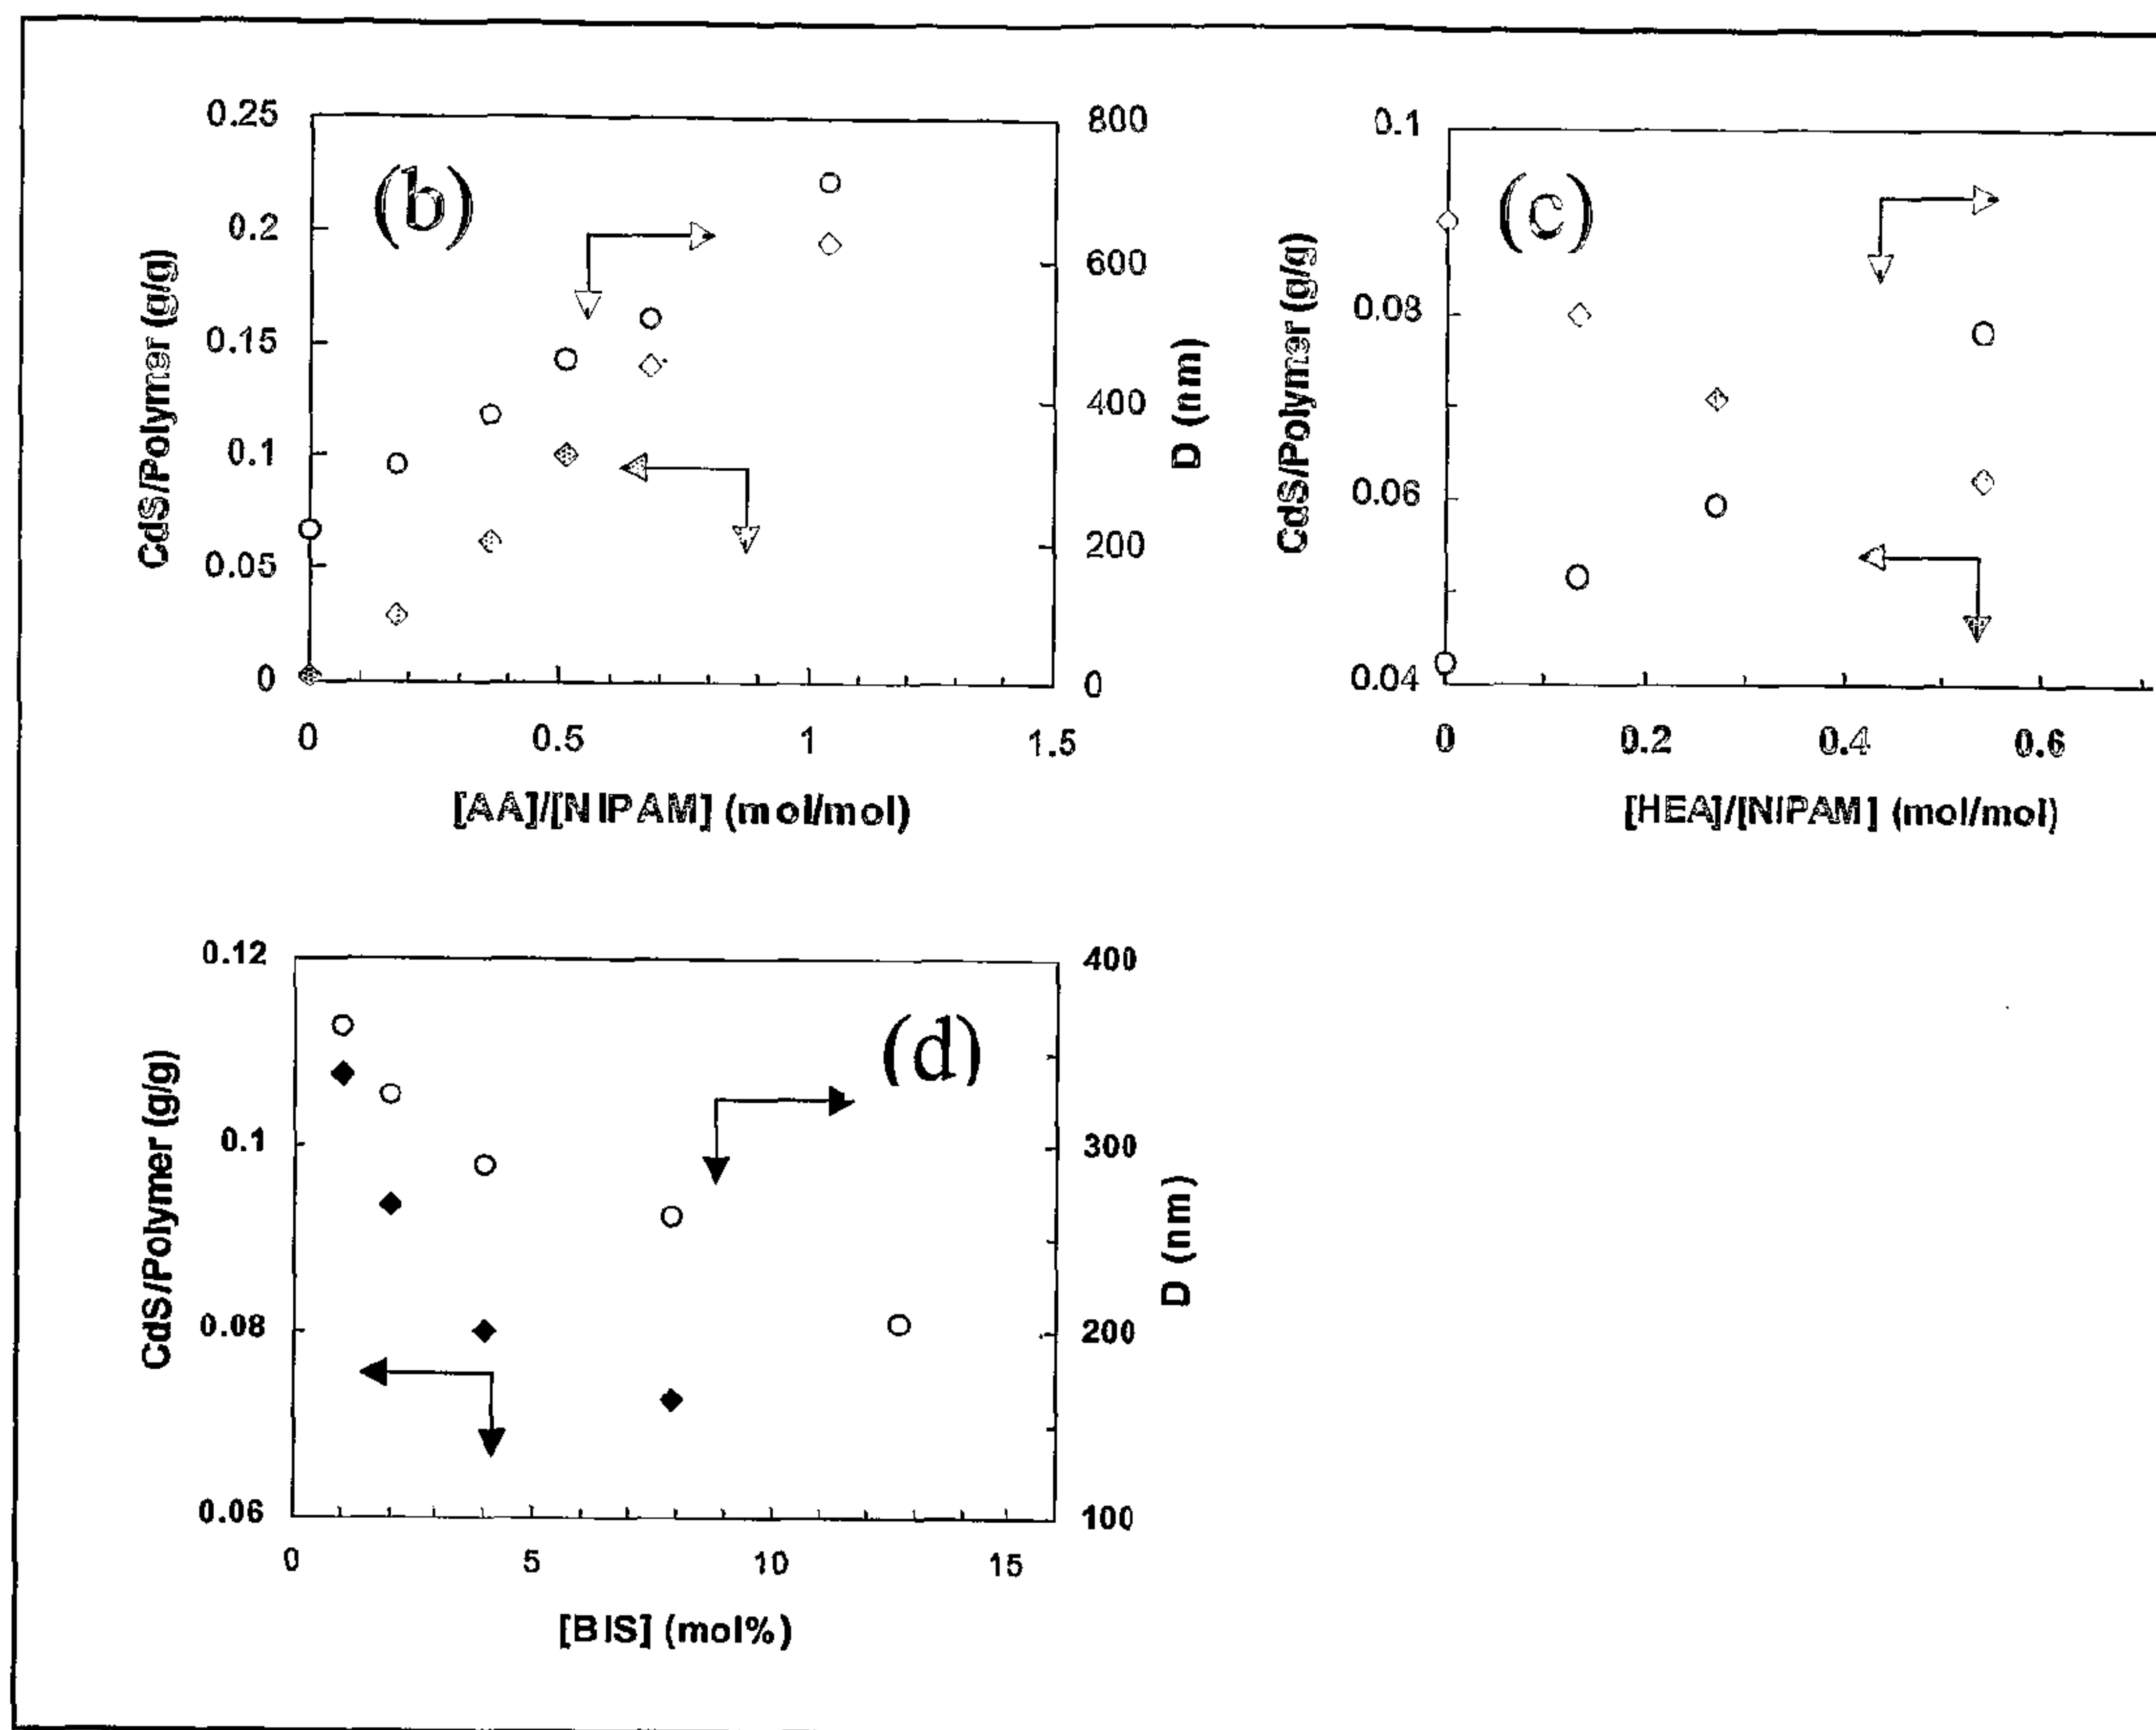 (b)
0.25
0.2
0.15
0.1
0.05
0
CdS/Polymer (g/g)
800
600
400
200
0
D (nm)
0 0.5 1 1.5
[AA]/[NIPAM] (mol/mol)
(c)
0.1
0.08
0.06
0.04
CdS/Polymer (g/g)
0 0.2 0.4 0.6
[HEA]/[NIPAM] (mol/mol)
(d)
0.12
0.1
0.08
0.06
CdS/Polymer (g/g)
400
300
200
100
D (nm)
0 5 10 15
[BIS] (mol%)